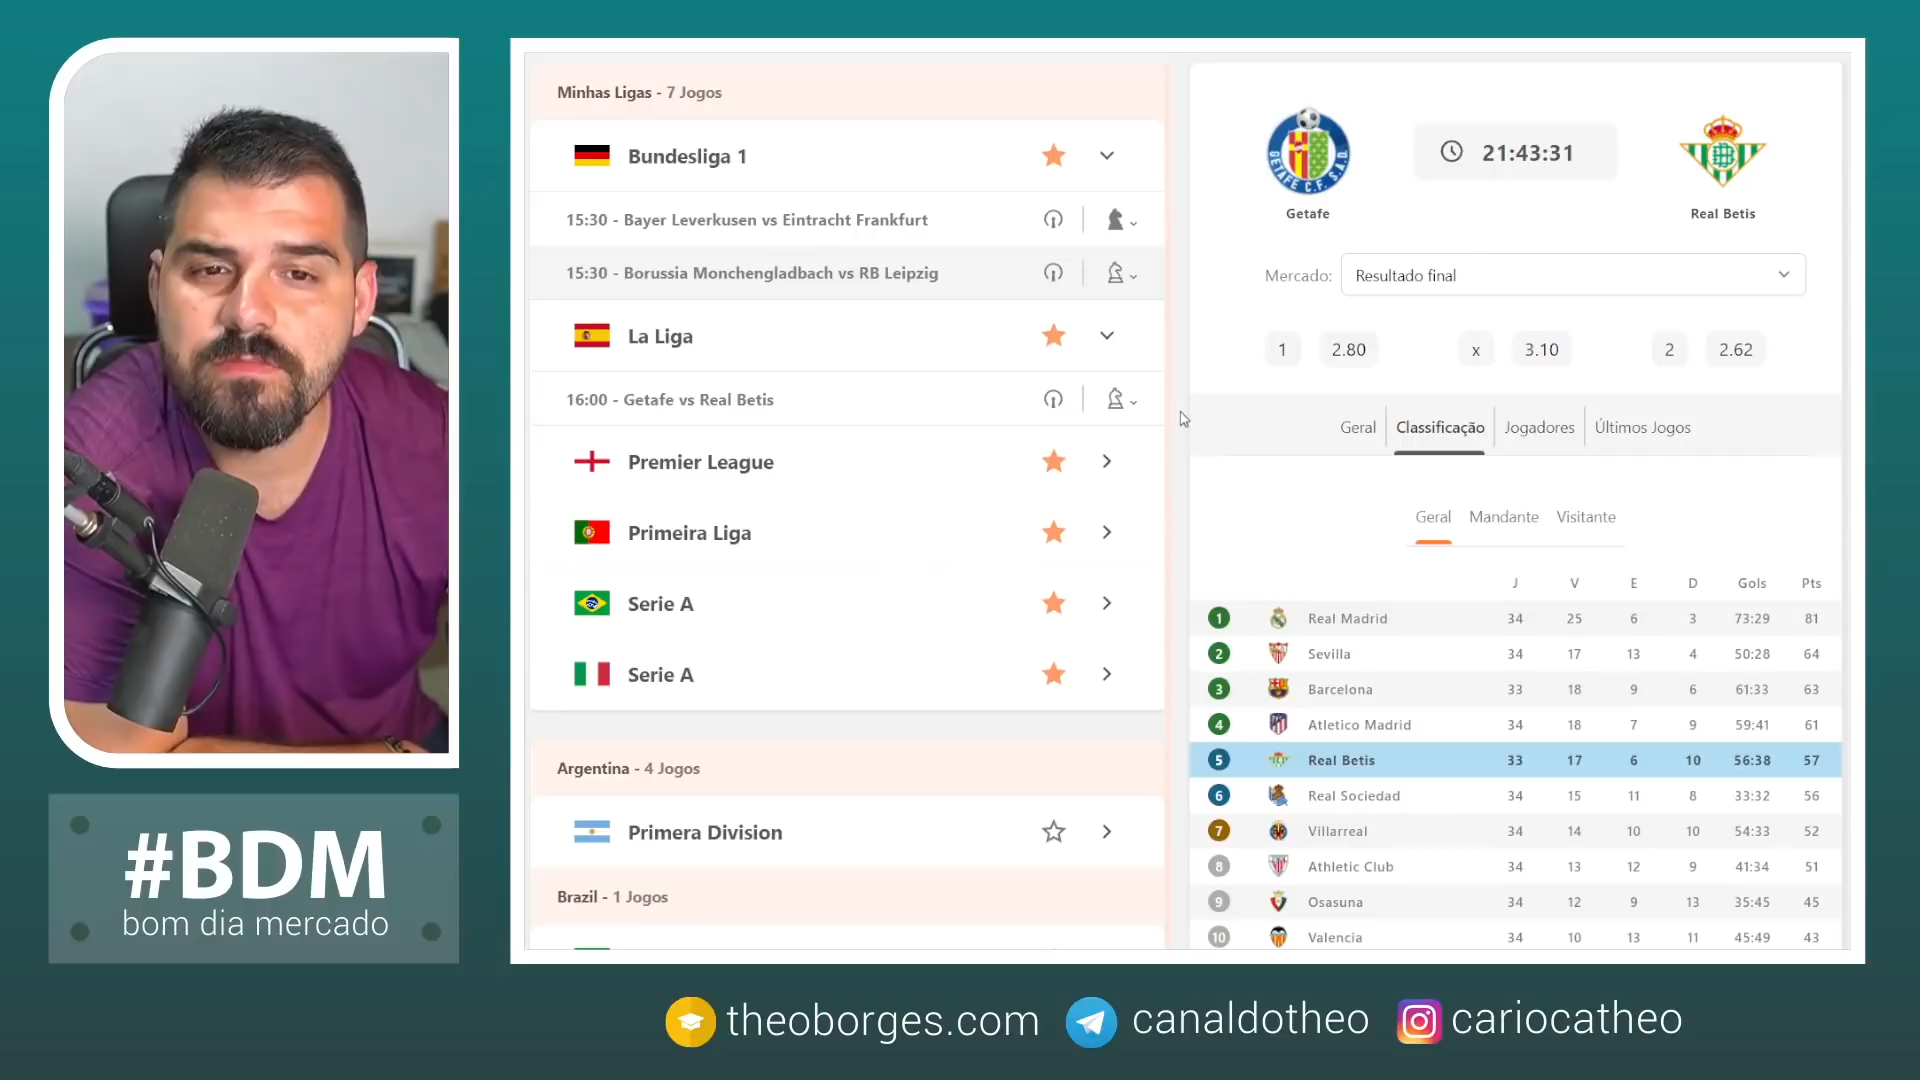 #BDM
bom dia mercado
Minhas Ligas - 7 Jogos
Bundesliga 1
15:30 - Bayer Leverkusen vs Eintracht Frankfurt
15:30 - Borussia Monchengladbach vs RB Leipzig
La Liga
16:00 - Getafe vs Real Betis
Premier League
Primeira Liga
Serie A
Serie A
Argentina - 4 Jogos
Primera Division
Brazil - 1 Jogos
GETAFE C.F. S.A.D.
21:43:31
Getafe
Real Betis
Mercado: Resultado final
1 2.80 x 3.10 2 2.62
Geral Classificação Jogadores Últimos Jogos
Geral Mandante Visitante
J V E D Gols Pts
1 Real Madrid 34 25 6 3 73:29 81
2 Sevilla 34 17 13 4 50:28 64
3 Barcelona 33 18 9 6 61:33 63
4 Atletico Madrid 34 18 7 9 59:41 61
5 Real Betis 33 17 6 10 56:38 57
6 Real Sociedad 34 15 11 8 33:32 56
7 Villarreal 34 14 10 10 54:33 52
8 Athletic Club 34 13 12 9 41:34 51
9 Osasuna 34 12 9 13 35:45 45
10 Valencia 34 10 13 11 45:49 43
theoborges.com canaldotheo cariocatheo